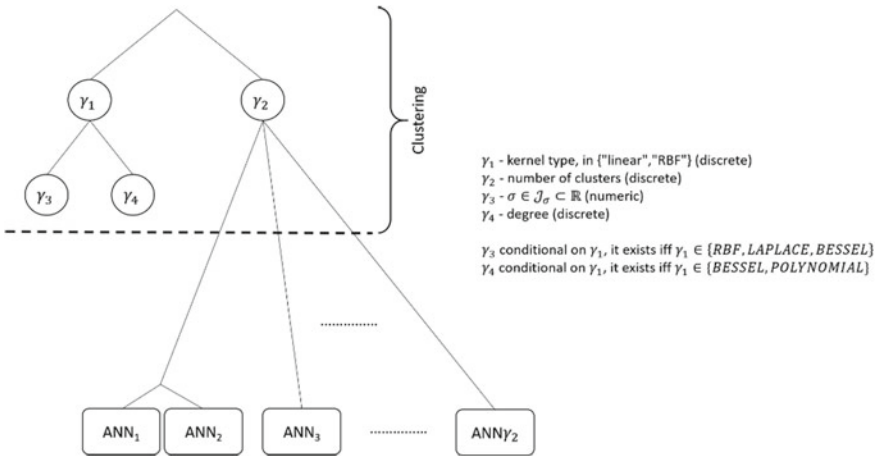 γ₁
γ₂
γ₃
γ₄
Clustering
γ₁ - kernel type, in {"linear","RBF"} (discrete)
γ₂ - number of clusters (discrete)
γ₃ - σ ∈ 𝒥σ ⊂ ℝ (numeric)
γ₄ - degree (discrete)
γ₃ conditional on γ₁, it exists iff γ₁ ∈ {RBF, LAPLACE, BESSEL}
γ₄ conditional on γ₁, it exists iff γ₁ ∈ {BESSEL, POLYNOMIAL}
ANN₁
ANN₂
ANN₃
ANNγ₂